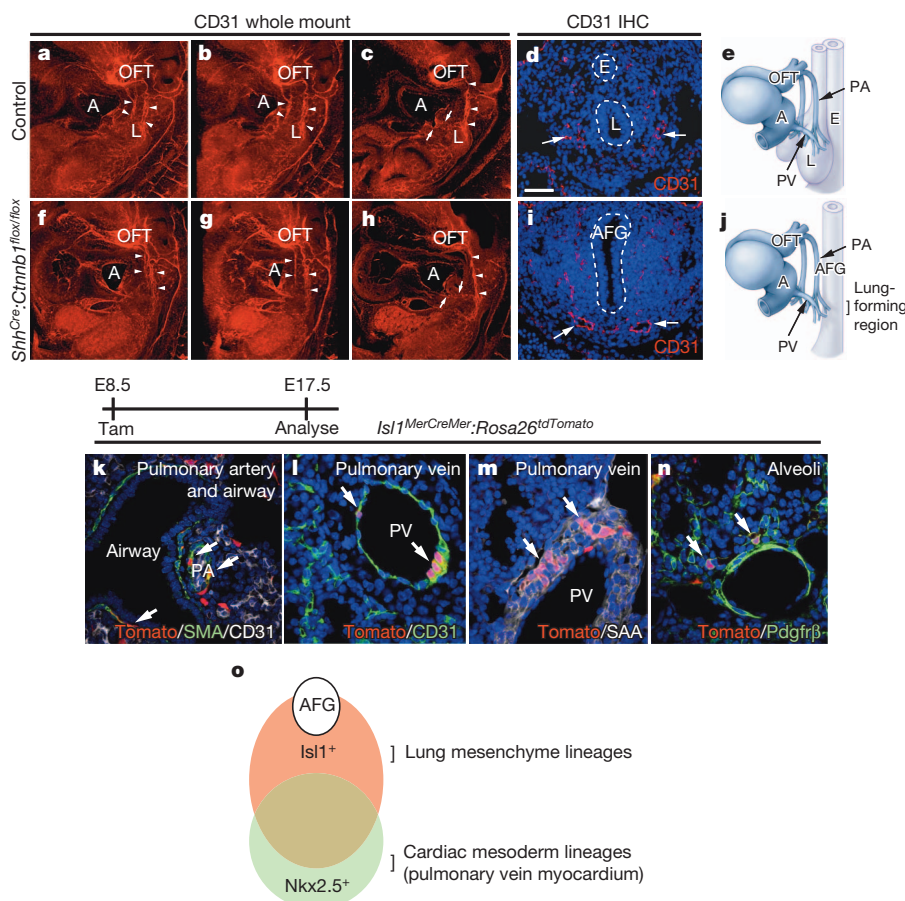 CD31 whole mount
CD31 IHC
Control
a
OFT
A
L
b
OFT
A
L
c
OFT
A
L
d
E
L
CD31
e
OFT
PA
A
E
L
PV
Shh^Cre:Ctnnb1^flox/flox
f
OFT
A
g
OFT
A
h
OFT
A
i
AFG
CD31
j
OFT
PA
A
AFG
Lung-
forming
region
PV
E8.5
E17.5
Tam
Analyse
Isl1^MerCreMer:Rosa26^tdTomato
k
Pulmonary artery
and airway
Airway
PA
Tomato/SMA/CD31
l
Pulmonary vein
PV
Tomato/CD31
m
Pulmonary vein
PV
Tomato/SAA
n
Alveoli
Tomato/Pdgfrβ
o
AFG
Isl1⁺
] Lung mesenchyme lineages
] Cardiac mesoderm lineages
(pulmonary vein myocardium)
Nkx2.5⁺